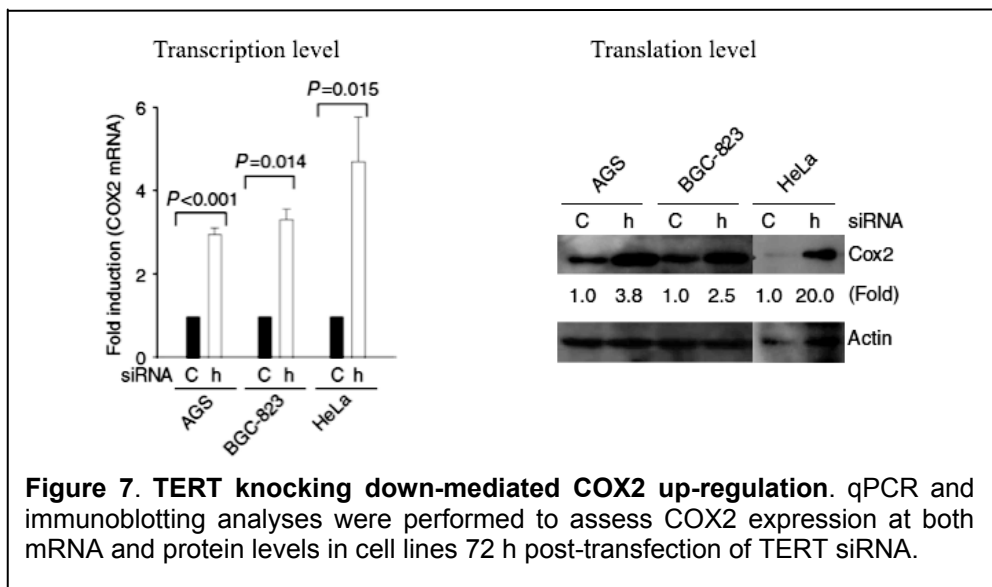 Transcription level
Translation level
P=0.015
P=0.014
P<0.001
Fold induction (COX2 mRNA)
6
4
2
0
siRNA C h C h C h
AGS
BGC-823
HeLa
AGS
BGC-823
HeLa
C h C h C h siRNA
Cox2
1.0 3.8 1.0 2.5 1.0 20.0 (Fold)
Actin
Figure 7. TERT knocking down-mediated COX2 up-regulation. qPCR and
immunoblotting analyses were performed to assess COX2 expression at both
mRNA and protein levels in cell lines 72 h post-transfection of TERT siRNA.